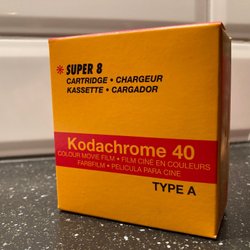 *SUPER 8
CARTRIDGE • CHARGEUR
KASSETTE • CARGADOR
Kodachrome 40
COLOUR MOVIE FILM • FILM CINÉ EN COULEURS
FARBFILM • PELICULA PARA CINE
TYPE A